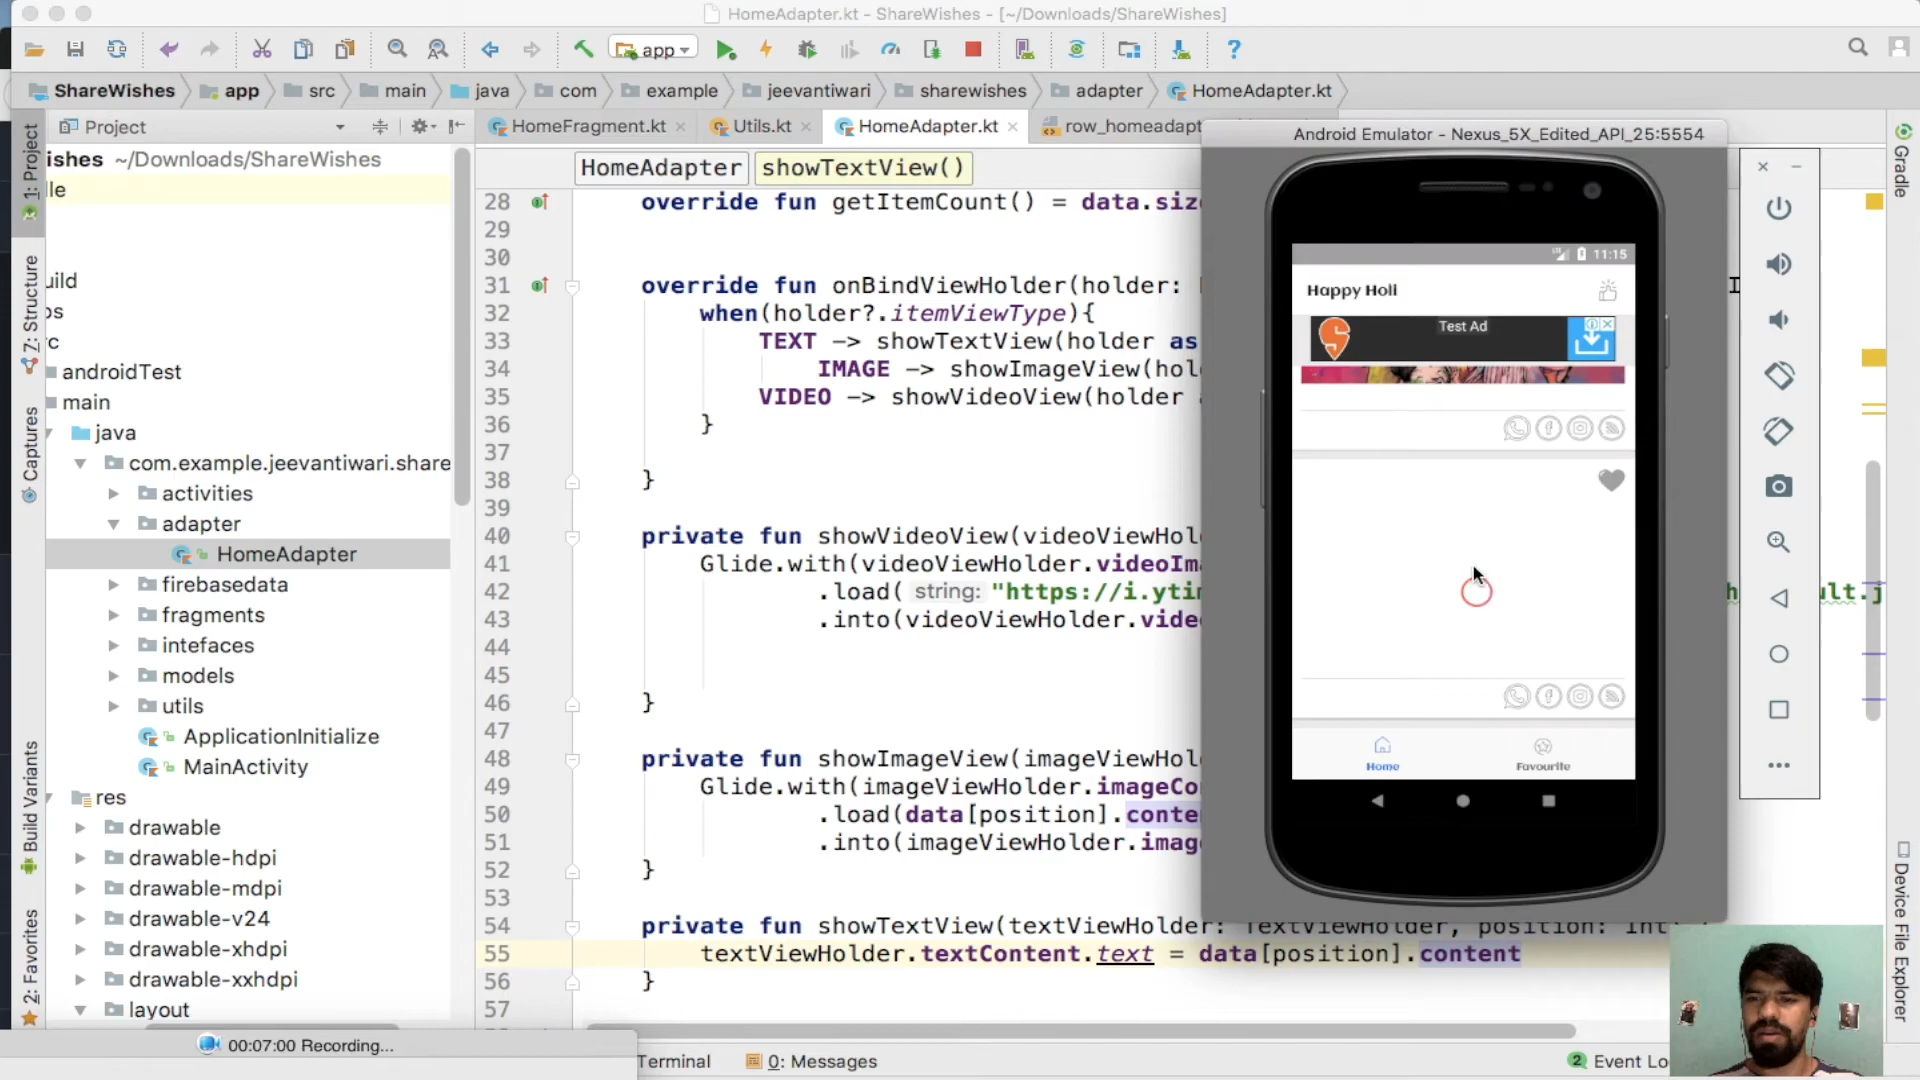 HomeAdapter.kt - ShareWishes - [~/Downloads/ShareWishes]
app
ShareWishes app src main java com example jeevantiwari sharewishes adapter HomeAdapter.kt
Project
HomeFragment.kt Utils.kt HomeAdapter.kt row_homeadapt
Android Emulator - Nexus_5X_Edited_API_25:5554
ishes ~/Downloads/ShareWishes
HomeAdapter showTextView()
le
uild
os
rc
androidTest
main
java
com.example.jeevantiwari.share
activities
adapter
HomeAdapter
firebasedata
fragments
intefaces
models
utils
ApplicationInitialize
MainActivity
res
drawable
drawable-hdpi
drawable-mdpi
drawable-v24
drawable-xhdpi
drawable-xxhdpi
layout
1: Project
7: Structure
Captures
Build Variants
2: Favorites
28 override fun getItemCount() = data.size
29
30
31 override fun onBindViewHolder(holder:
32 when(holder?.itemViewType){
33 TEXT -> showTextView(holder as
34 IMAGE -> showImageView(hol
35 VIDEO -> showVideoView(holder
36 }
37
38 }
39
40 private fun showVideoView(videoViewHol
41 Glide.with(videoViewHolder.videoIma
42 .load( string: "https://i.ytim ult.j
43 .into(videoViewHolder.vide
44
45
46 }
47
48 private fun showImageView(imageViewHol
49 Glide.with(imageViewHolder.imageCo
50 .load(data[position].conte
51 .into(imageViewHolder.imag
52 }
53
54 private fun showTextView(textViewHolder: TextViewHolder, position: Int)
55 textViewHolder.textContent.text = data[position].content
56 }
57
11:15
Happy Holi
Test Ad
Home Favourite
Gradle
Device File Explorer
00:07:00 Recording...
Terminal 0: Messages 2 Event Lo